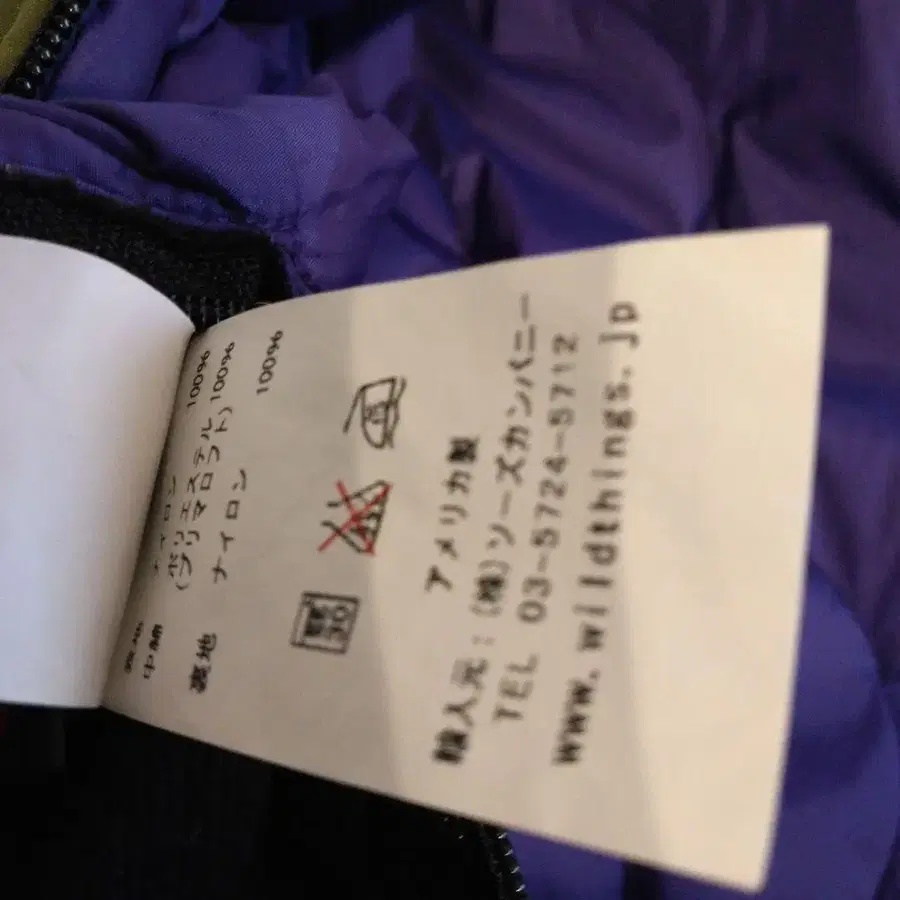 表地 ナイロン 100%
中綿 ポリエステル 100%
(プリマロフト)
裏地 ナイロン 100%
アメリカ製
輸入元:(株)ソーズカンパニー
TEL 03-5724-5712
www.wildthings.jp